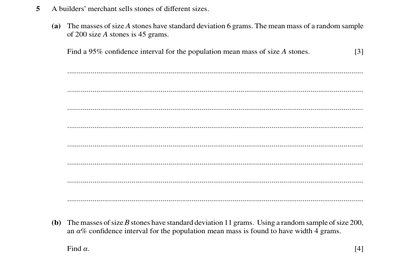 5 A builders' merchant sells stones of different sizes.
(a) The masses of size A stones have standard deviation 6 grams. The mean mass of a random sample
of 200 size A stones is 45 grams.
Find a 95% confidence interval for the population mean mass of size A stones. [3]
(b) The masses of size B stones have standard deviation 11 grams. Using a random sample of size 200,
an α% confidence interval for the population mean mass is found to have width 4 grams.
Find α. [4]